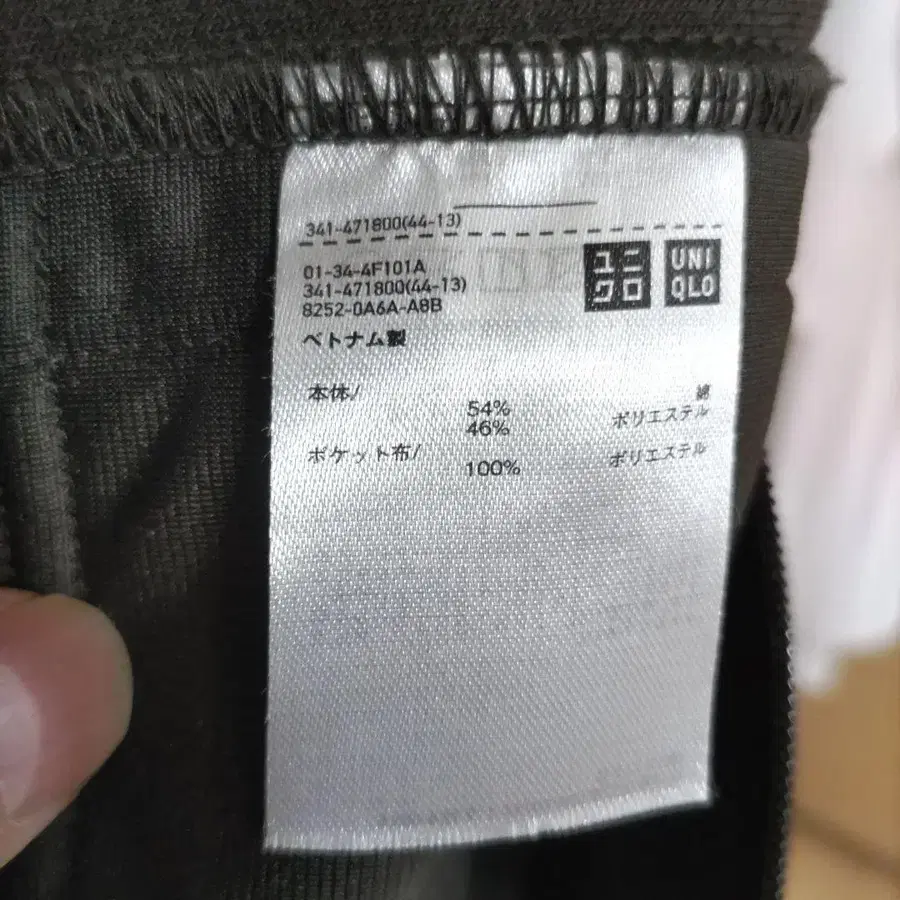 341-471800(44-13)
01-34-4F101A
341-471800(44-13)
8252-0A6A-A8B
ユニ
クロ
UNI
QLO
ベトナム製
本体/
54% 綿
46% ポリエステル
ポケット布/
100% ポリエステル